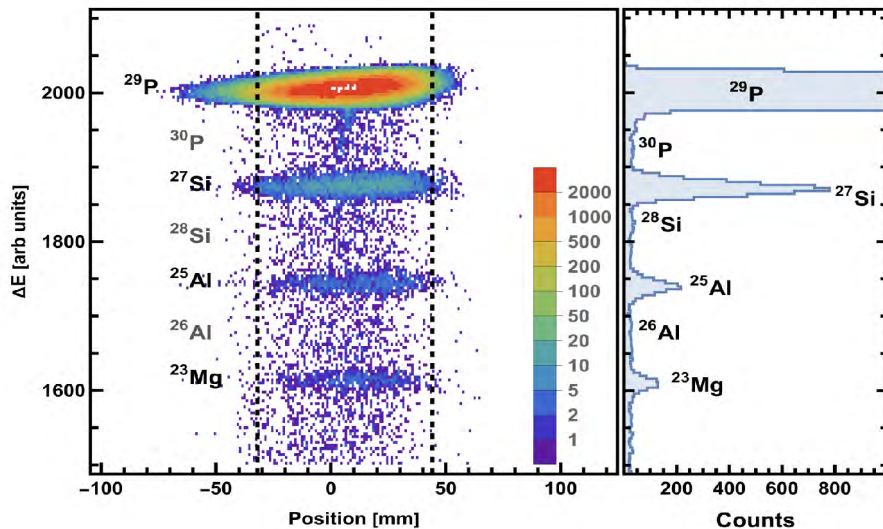 2000
1800
1600
ΔE [arb units]
²⁹P
³⁰P
²⁷Si
²⁸Si
²⁵Al
²⁶Al
²³Mg
2000
1000
500
200
100
50
20
10
5
2
1
−100
−50
0
50
100
Position [mm]
²⁹P
³⁰P
²⁷Si
²⁸Si
²⁵Al
²⁶Al
²³Mg
200
400
600
800
Counts